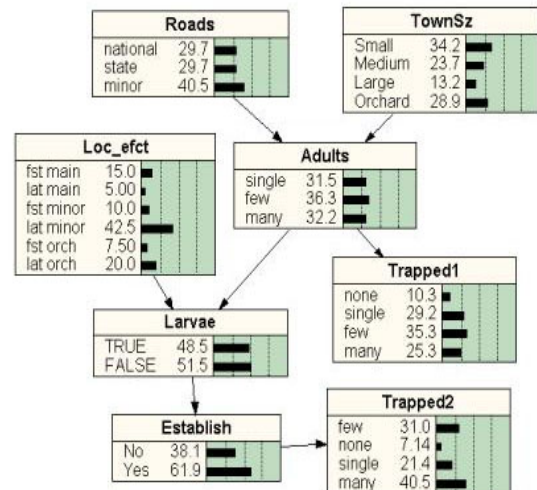 Roads
national 29.7
state 29.7
minor 40.5
TownSz
Small 34.2
Medium 23.7
Large 13.2
Orchard 28.9
Loc_efct
fst main 15.0
lat main 5.00
fst minor 10.0
lat minor 42.5
fst orch 7.50
lat orch 20.0
Adults
single 31.5
few 36.3
many 32.2
Trapped1
none 10.3
single 29.2
few 35.3
many 25.3
Larvae
TRUE 48.5
FALSE 51.5
Establish
No 38.1
Yes 61.9
Trapped2
few 31.0
none 7.14
single 21.4
many 40.5